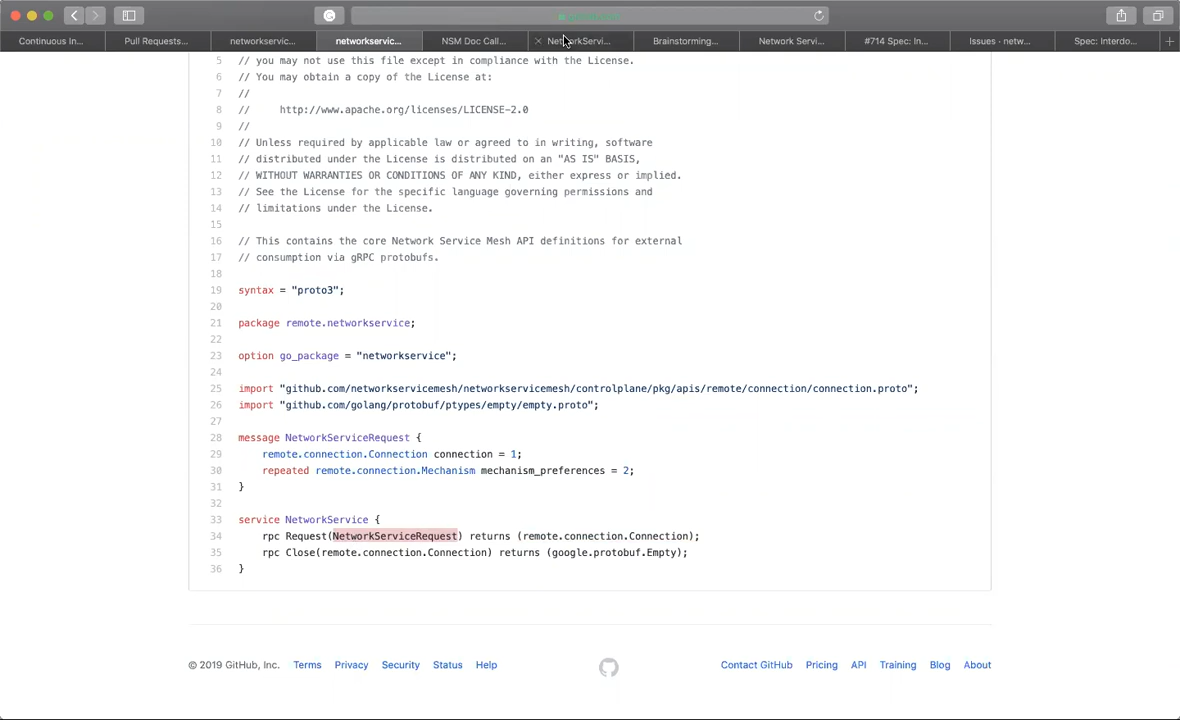 Continuous In...
Pull Requests...
networkservic...
networkservic...
NSM Doc Call...
Brainstorming...
Network Servi...
#714 Spec: In...
Issues · netw...
Spec: Interdo...
5 // you may not use this file except in compliance with the License.
6 // You may obtain a copy of the License at:
7 //
8 //     http://www.apache.org/licenses/LICENSE-2.0
9 //
10 // Unless required by applicable law or agreed to in writing, software
11 // distributed under the License is distributed on an "AS IS" BASIS,
12 // WITHOUT WARRANTIES OR CONDITIONS OF ANY KIND, either express or implied.
13 // See the License for the specific language governing permissions and
14 // limitations under the License.
15
16 // This contains the core Network Service Mesh API definitions for external
17 // consumption via gRPC protobufs.
18
19 syntax = "proto3";
20
21 package remote.networkservice;
22
23 option go_package = "networkservice";
24
25 import "github.com/networkservicemesh/networkservicemesh/controlplane/pkg/apis/remote/connection/connection.proto";
26 import "github.com/golang/protobuf/ptypes/empty/empty.proto";
27
28 message NetworkServiceRequest {
29     remote.connection.Connection connection = 1;
30     repeated remote.connection.Mechanism mechanism_preferences = 2;
31 }
32
33 service NetworkService {
34     rpc Request(NetworkServiceRequest) returns (remote.connection.Connection);
35     rpc Close(remote.connection.Connection) returns (google.protobuf.Empty);
36 }
© 2019 GitHub, Inc. Terms Privacy Security Status Help
Contact GitHub Pricing API Training Blog About